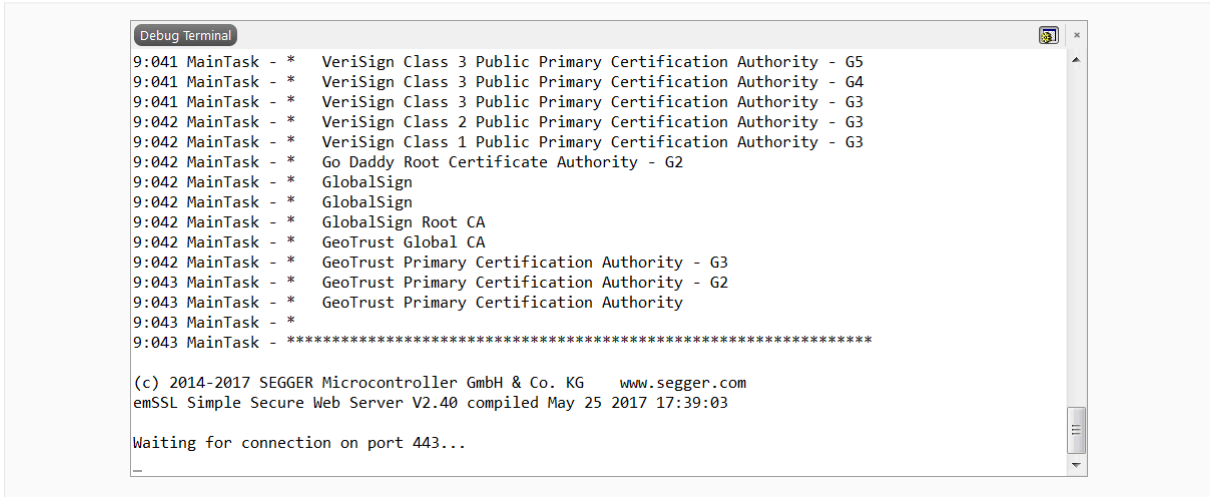 Debug Terminal
9:041 MainTask - *   VeriSign Class 3 Public Primary Certification Authority - G5
9:041 MainTask - *   VeriSign Class 3 Public Primary Certification Authority - G4
9:041 MainTask - *   VeriSign Class 3 Public Primary Certification Authority - G3
9:042 MainTask - *   VeriSign Class 2 Public Primary Certification Authority - G3
9:042 MainTask - *   VeriSign Class 1 Public Primary Certification Authority - G3
9:042 MainTask - *   Go Daddy Root Certificate Authority - G2
9:042 MainTask - *   GlobalSign
9:042 MainTask - *   GlobalSign
9:042 MainTask - *   GlobalSign Root CA
9:042 MainTask - *   GeoTrust Global CA
9:042 MainTask - *   GeoTrust Primary Certification Authority - G3
9:043 MainTask - *   GeoTrust Primary Certification Authority - G2
9:043 MainTask - *   GeoTrust Primary Certification Authority
9:043 MainTask - *
9:043 MainTask - *****************************************************************
(c) 2014-2017 SEGGER Microcontroller GmbH & Co. KG    www.segger.com
emSSL Simple Secure Web Server V2.40 compiled May 25 2017 17:39:03
Waiting for connection on port 443...
_